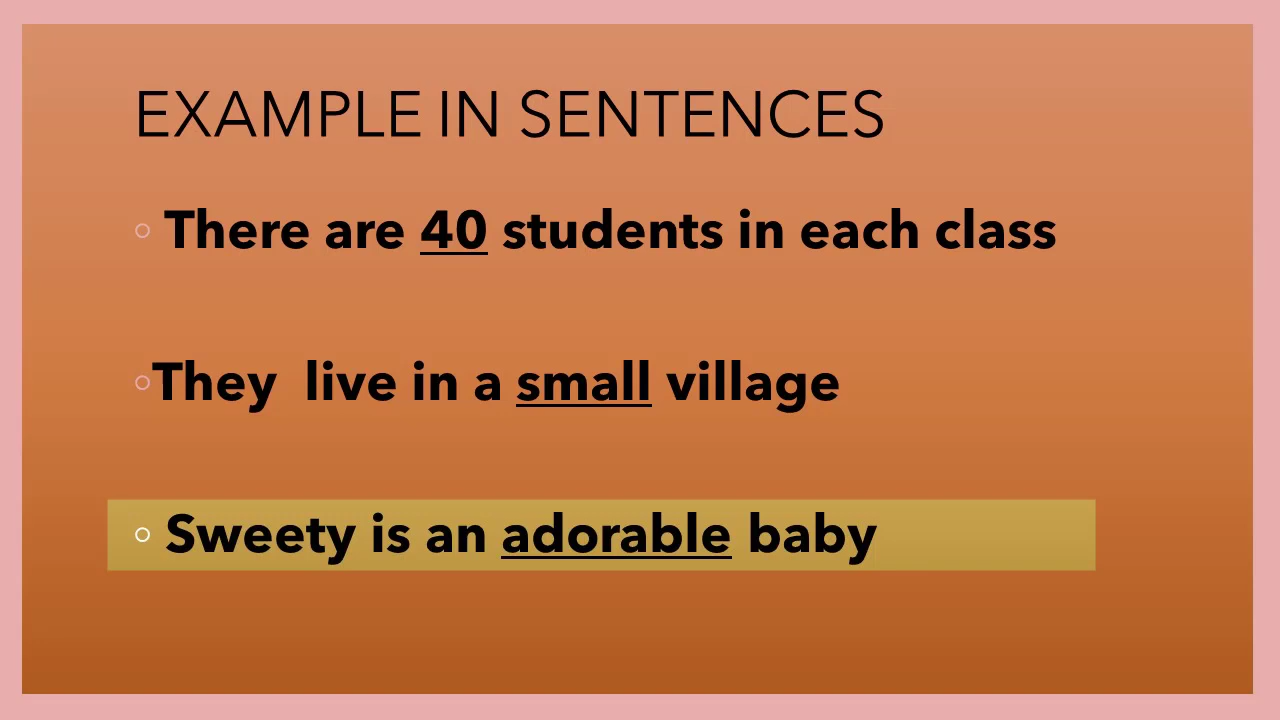 EXAMPLE IN SENTENCES
There are 40 students in each class
They  live in a small village
Sweety is an adorable baby